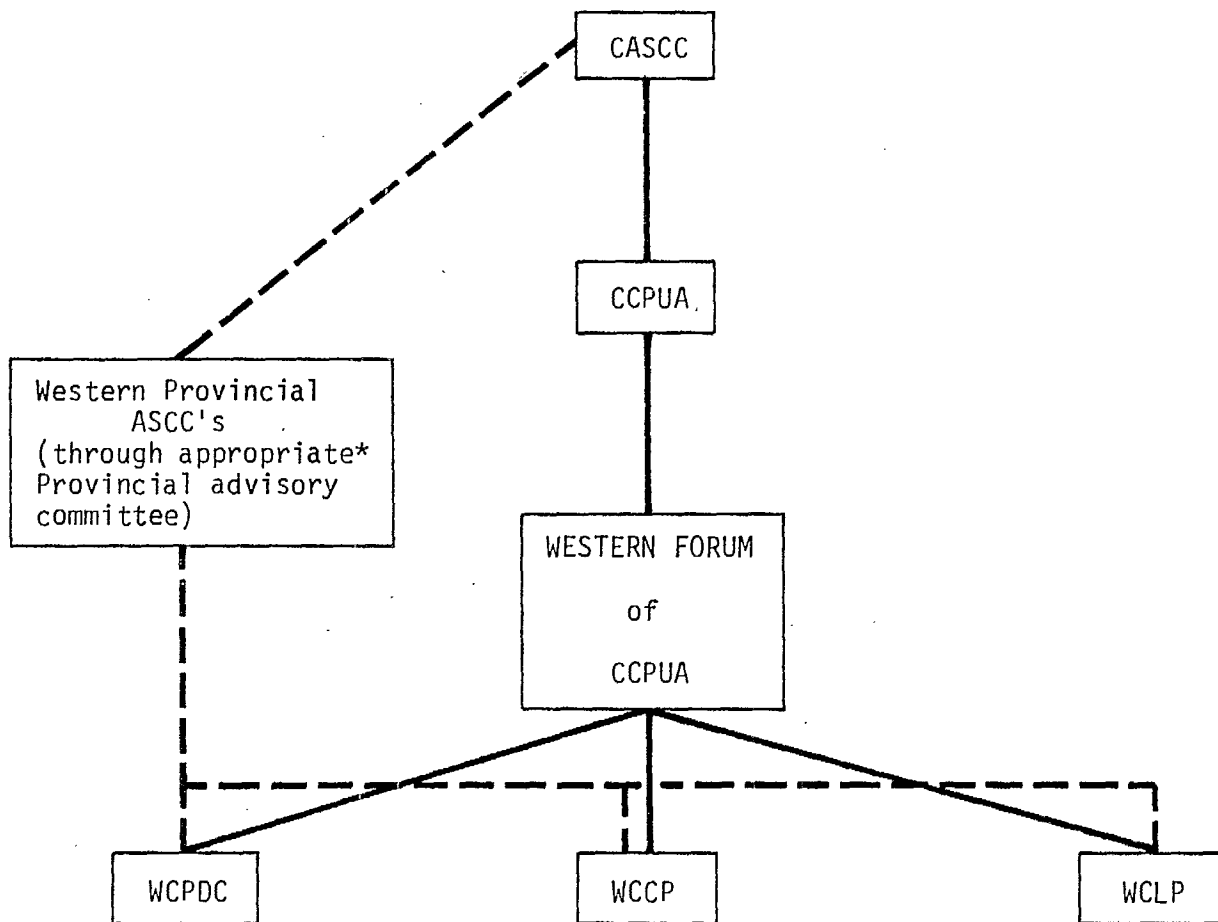 CASCC
CCPUA
Western Provincial
ASCC's
(through appropriate*
Provincial advisory
committee)
WESTERN FORUM
of
CCPUA
WCPDC
WCCP
WCLP